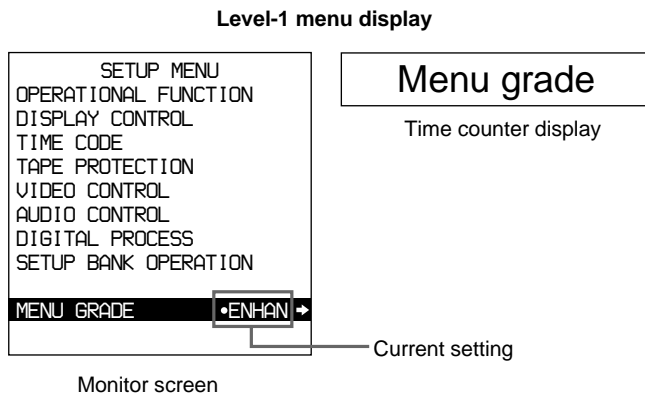 Level-1 menu display
SETUP MENU
OPERATIONAL FUNCTION
DISPLAY CONTROL
TIME CODE
TAPE PROTECTION
VIDEO CONTROL
AUDIO CONTROL
DIGITAL PROCESS
SETUP BANK OPERATION
MENU GRADE •ENHAN ➔
Menu grade
Time counter display
Current setting
Monitor screen